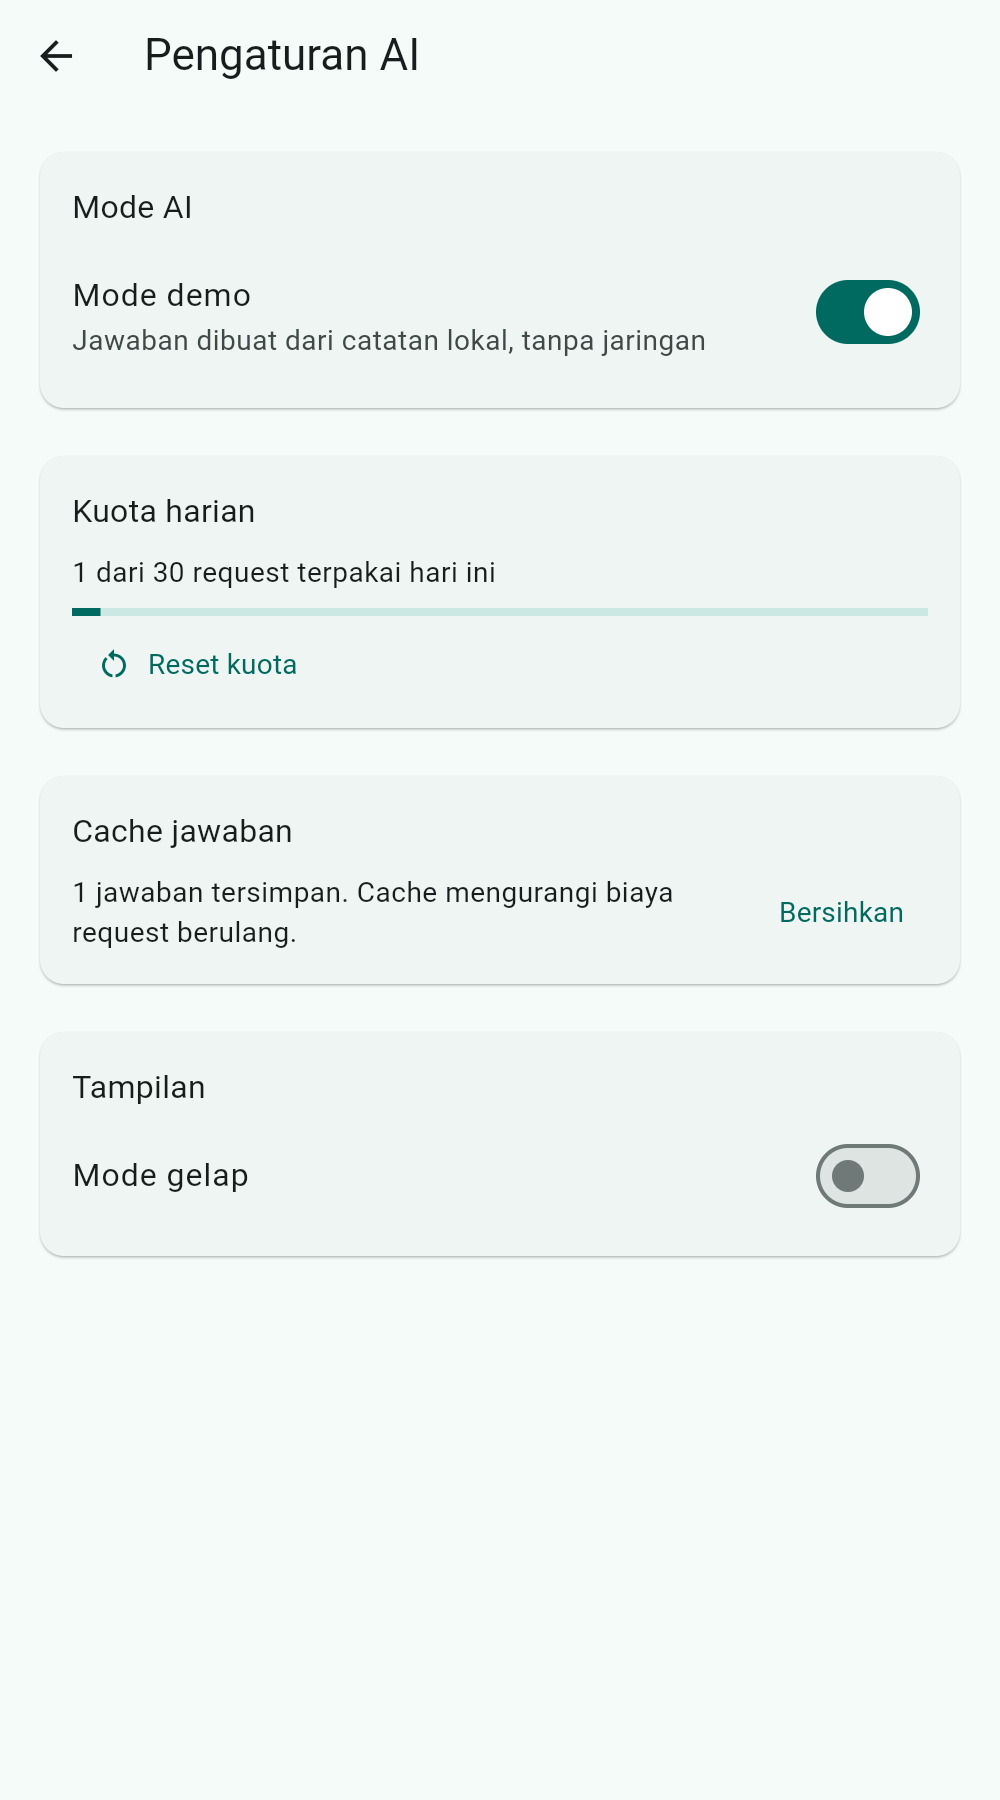 Pengaturan AI
Mode AI
Mode demo
Jawaban dibuat dari catatan lokal, tanpa jaringan
Kuota harian
1 dari 30 request terpakai hari ini
Reset kuota
Cache jawaban
1 jawaban tersimpan. Cache mengurangi biaya
request berulang.
Bersihkan
Tampilan
Mode gelap